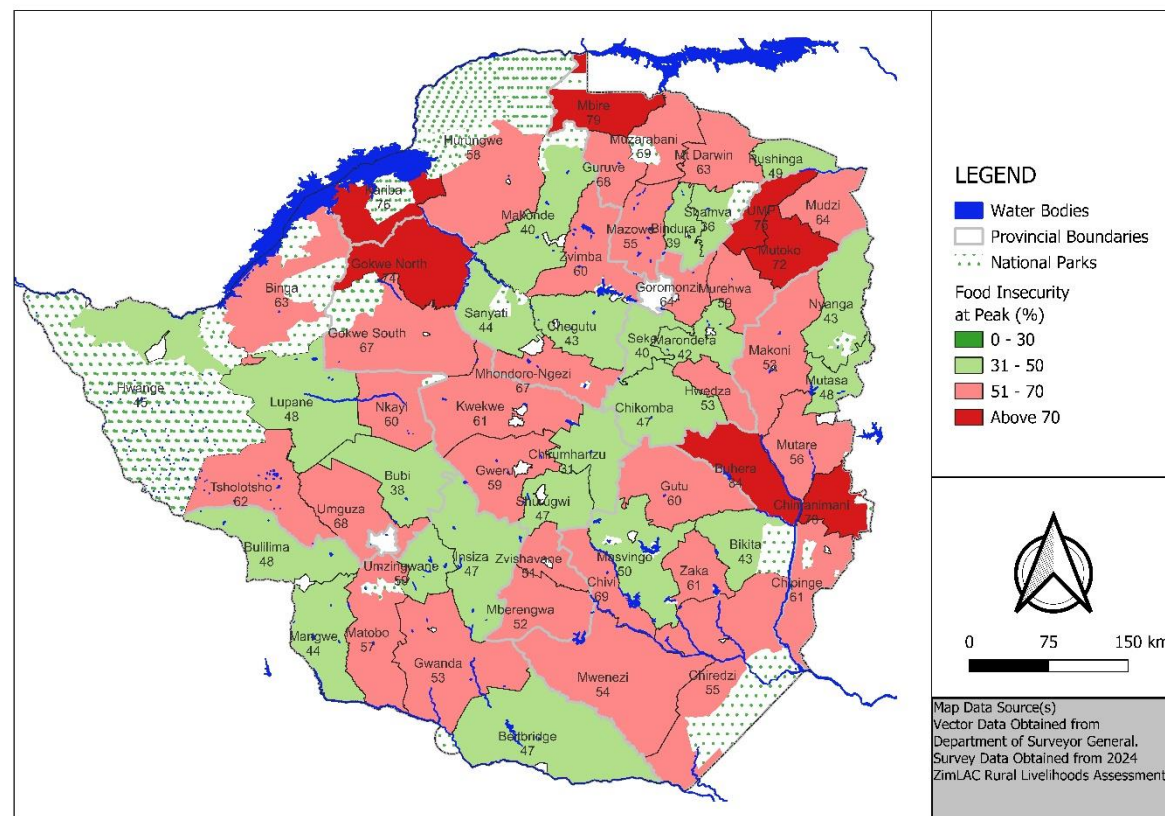 Mbire
79
Hurungwe
58
Muzarabani
69
Mt Darwin
63
Rushinga
49
Guruve
68
Kariba
76
Makonde
40
Shamva
36
UMP
76
Mudzi
64
Mazowe
55
Bindura
39
Mutoko
72
Zvimba
60
Gokwe North
Binga
63
Goromonzi
64
Murehwa
59
Nyanga
43
Sanyati
44
Chegutu
43
Seke
40
Marondera
42
Gokwe South
67
Makoni
53
Mhondoro-Ngezi
67
Hwedza
53
Mutasa
48
Hwange
45
Lupane
48
Nkayi
60
Kwekwe
61
Chikomba
47
Mutare
56
Chirumhanzu
31
Bubi
38
Gweru
59
Buhera
84
Tsholotsho
62
Umguza
68
Shurugwi
47
Gutu
60
Chimanimani
Bulilima
48
Umzingwane
59
Insiza
47
Zvishavane
51
Masvingo
50
Bikita
43
Chivi
69
Zaka
61
Chipinge
61
Mberengwa
52
Mangwe
44
Matobo
57
Gwanda
53
Mwenezi
54
Chiredzi
55
Beitbridge
47
LEGEND
Water Bodies
Provincial Boundaries
National Parks
Food Insecurity
at Peak (%)
0 - 30
31 - 50
51 - 70
Above 70
0 75 150 km
Map Data Source(s)
Vector Data Obtained from
Department of Surveyor General.
Survey Data Obtained from 2024
ZimLAC Rural Livelihoods Assessment